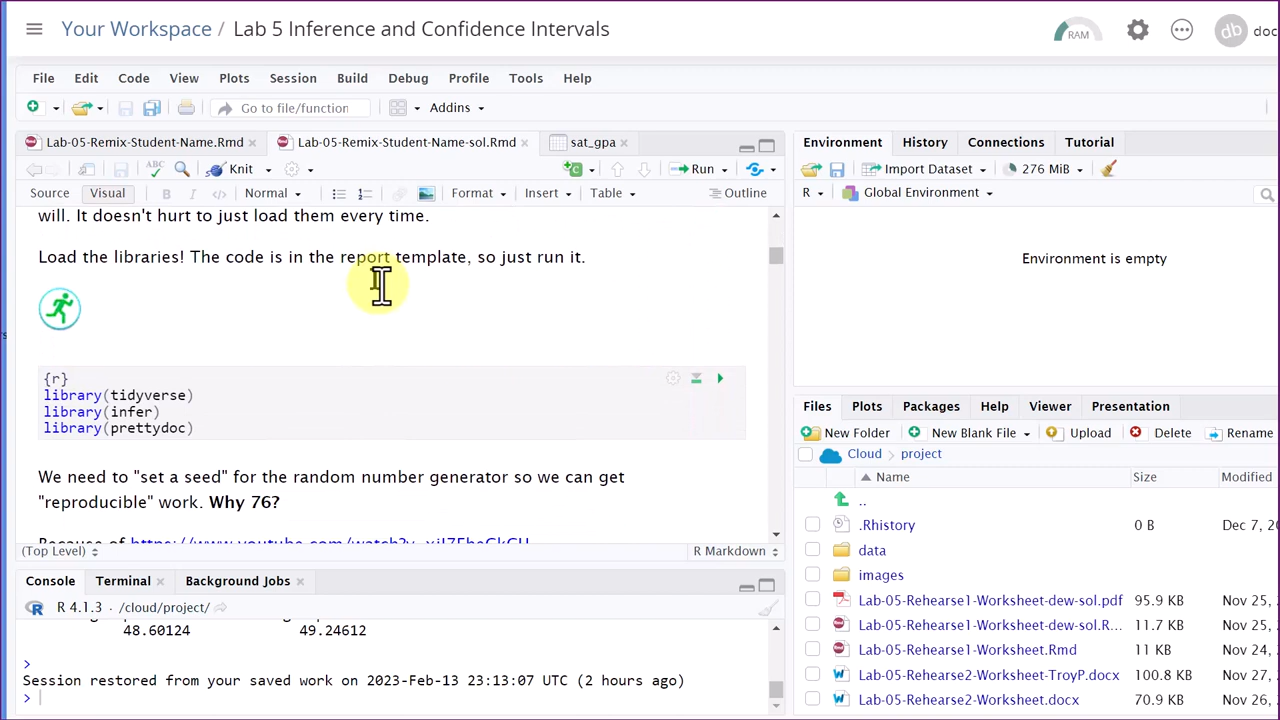 Your Workspace / Lab 5 Inference and Confidence Intervals
RAM
db
doc
File Edit Code View Plots Session Build Debug Profile Tools Help
Go to file/function
Addins
Lab-05-Remix-Student-Name.Rmd
Lab-05-Remix-Student-Name-sol.Rmd
sat_gpa
ABC
Knit
Run
Source Visual B I </> Normal Format Insert Table Outline
will. It doesn't hurt to just load them every time.
Load the libraries! The code is in the report template, so just run it.
{r}
library(tidyverse)
library(infer)
library(prettydoc)
We need to "set a seed" for the random number generator so we can get
"reproducible" work. Why 76?
(Top Level)
R Markdown
Console Terminal Background Jobs
R 4.1.3 · /cloud/project/
48.60124 49.24612
>
Session restored from your saved work on 2023-Feb-13 23:13:07 UTC (2 hours ago)
>
Environment History Connections Tutorial
Import Dataset 276 MiB
R Global Environment
Environment is empty
Files Plots Packages Help Viewer Presentation
New Folder New Blank File Upload Delete Rename
Cloud project
Name Size Modified
..
.Rhistory 0 B Dec 7, 20
data
images
Lab-05-Rehearse1-Worksheet-dew-sol.pdf 95.9 KB Nov 25,
Lab-05-Rehearse1-Worksheet-dew-sol.R... 11.7 KB Nov 25,
Lab-05-Rehearse1-Worksheet.Rmd 11 KB Nov 24,
Lab-05-Rehearse2-Worksheet-TroyP.docx 100.8 KB Nov 27,
Lab-05-Rehearse2-Worksheet.docx 70.9 KB Nov 26,